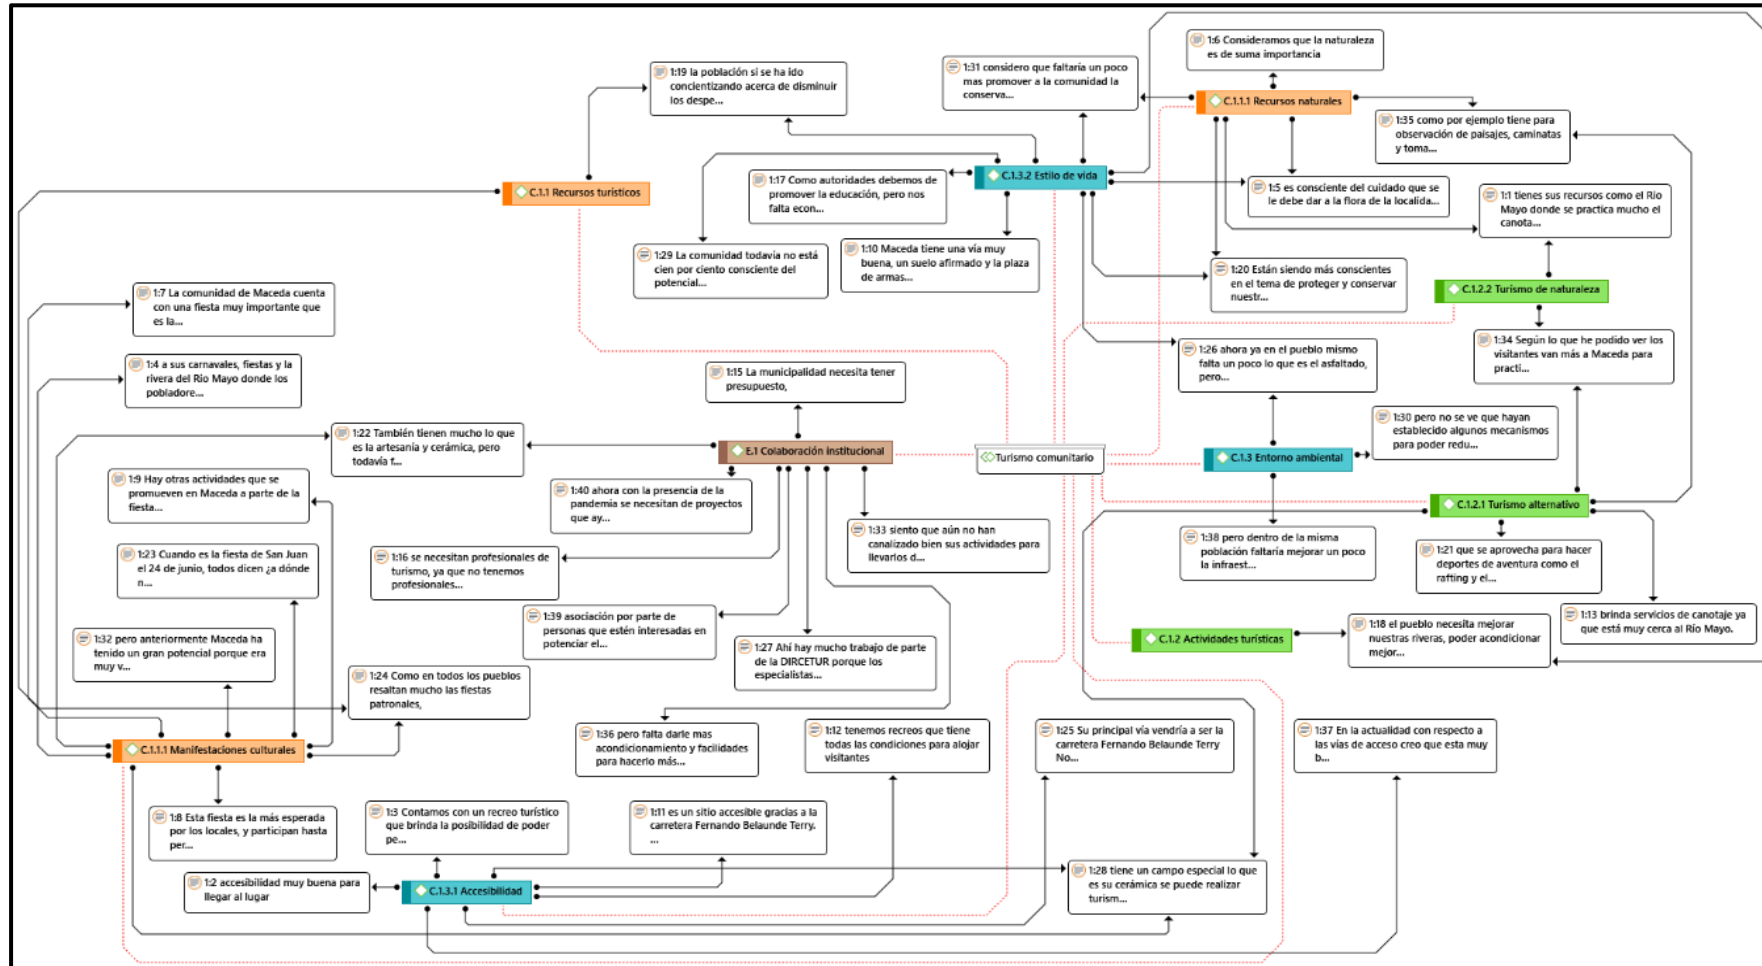 1:6 Consideramos que la naturaleza
es de suma importancia
1:31 considero que faltaría un poco
mas promover a la comunidad la
conserva...
1:19 la población si se ha ido
concientizando acerca de disminuir
los despe...
C.1.1.1 Recursos naturales
1:35 como por ejemplo tiene para
observación de paisajes, caminatas
y toma...
C.1.1 Recursos turísticos
1:17 Como autoridades debemos de
promover la educación, pero nos
falta econ...
C.1.3.2 Estilo de vida
1:5 es consciente del cuidado que se
le debe dar a la flora de la localida...
1:1 tienes sus recursos como el Río
Mayo donde se practica mucho el
canota...
1:29 La comunidad todavía no está
cien por ciento consciente del
potencial...
1:10 Maceda tiene una vía muy
buena, un suelo afirmado y la plaza
de armas...
1:20 Están siendo más conscientes
en el tema de proteger y conservar
nuestr...
C.1.2.2 Turismo de naturaleza
1:7 La comunidad de Maceda cuenta
con una fiesta muy importante que
es la...
1:34 Según lo que he podido ver los
visitantes van más a Maceda para
practi...
1:26 ahora ya en el pueblo mismo
falta un poco lo que es el asfaltado,
pero...
1:4 a sus carnavales, fiestas y la
rivera del Rio Mayo donde los
pobladore...
1:15 La municipalidad necesita tener
presupuesto,
1:30 pero no se ve que hayan
establecido algunos mecanismos
para poder redu...
1:22 También tienen mucho lo que
es la artesanía y cerámica, pero
todavía f...
E.1 Colaboración institucional
Turismo comunitario
C.1.3 Entorno ambiental
1:9 Hay otras actividades que se
promueven en Maceda a parte de la
fiesta...
1:40 ahora con la presencia de la
pandemia se necesitan de proyectos
que ay...
C.1.2.1 Turismo alternativo
1:33 siento que aún no han
canalizado bien sus actividades para
llevarlos d...
1:38 pero dentro de la misma
población faltaría mejorar un poco
la infraest...
1:21 que se aprovecha para hacer
deportes de aventura como el
rafting y el...
1:23 Cuando es la fiesta de San Juan
el 24 de junio, todos dicen ¿a dónde
n...
1:16 se necesitan profesionales de
turismo, ya que no tenemos
profesionales...
1:39 asociación por parte de
personas que estén interesadas en
potenciar el...
1:13 brinda servicios de canotaje ya
que está muy cerca al Río Mayo.
1:18 el pueblo necesita mejorar
nuestras riveras, poder acondicionar
mejor...
C.1.2 Actividades turísticas
1:32 pero anteriormente Maceda ha
tenido un gran potencial porque era
muy v...
1:27 Ahí hay mucho trabajo de parte
de la DIRCETUR porque los
especialistas...
1:24 Como en todos los pueblos
resaltan mucho las fiestas
patronales,
C.1.1.1 Manifestaciones culturales
1:36 pero falta darle mas
acondicionamiento y facilidades
para hacerlo más...
1:12 tenemos recreos que tiene
todas las condiciones para alojar
visitantes
1:25 Su principal vía vendría a ser la
carretera Fernando Belaunde Terry
No...
1:37 En la actualidad con respecto a
las vías de acceso creo que esta muy
b...
1:8 Esta fiesta es la más esperada
por los locales, y participan hasta
per...
1:3 Contamos con un recreo turístico
que brinda la posibilidad de poder
pe...
1:11 es un sitio accesible gracias a la
carretera Fernando Belaunde Terry.
...
1:2 accesibilidad muy buena para
llegar al lugar
C.1.3.1 Accesibilidad
1:28 tiene un campo especial lo que
es su cerámica se puede realizar
turism...